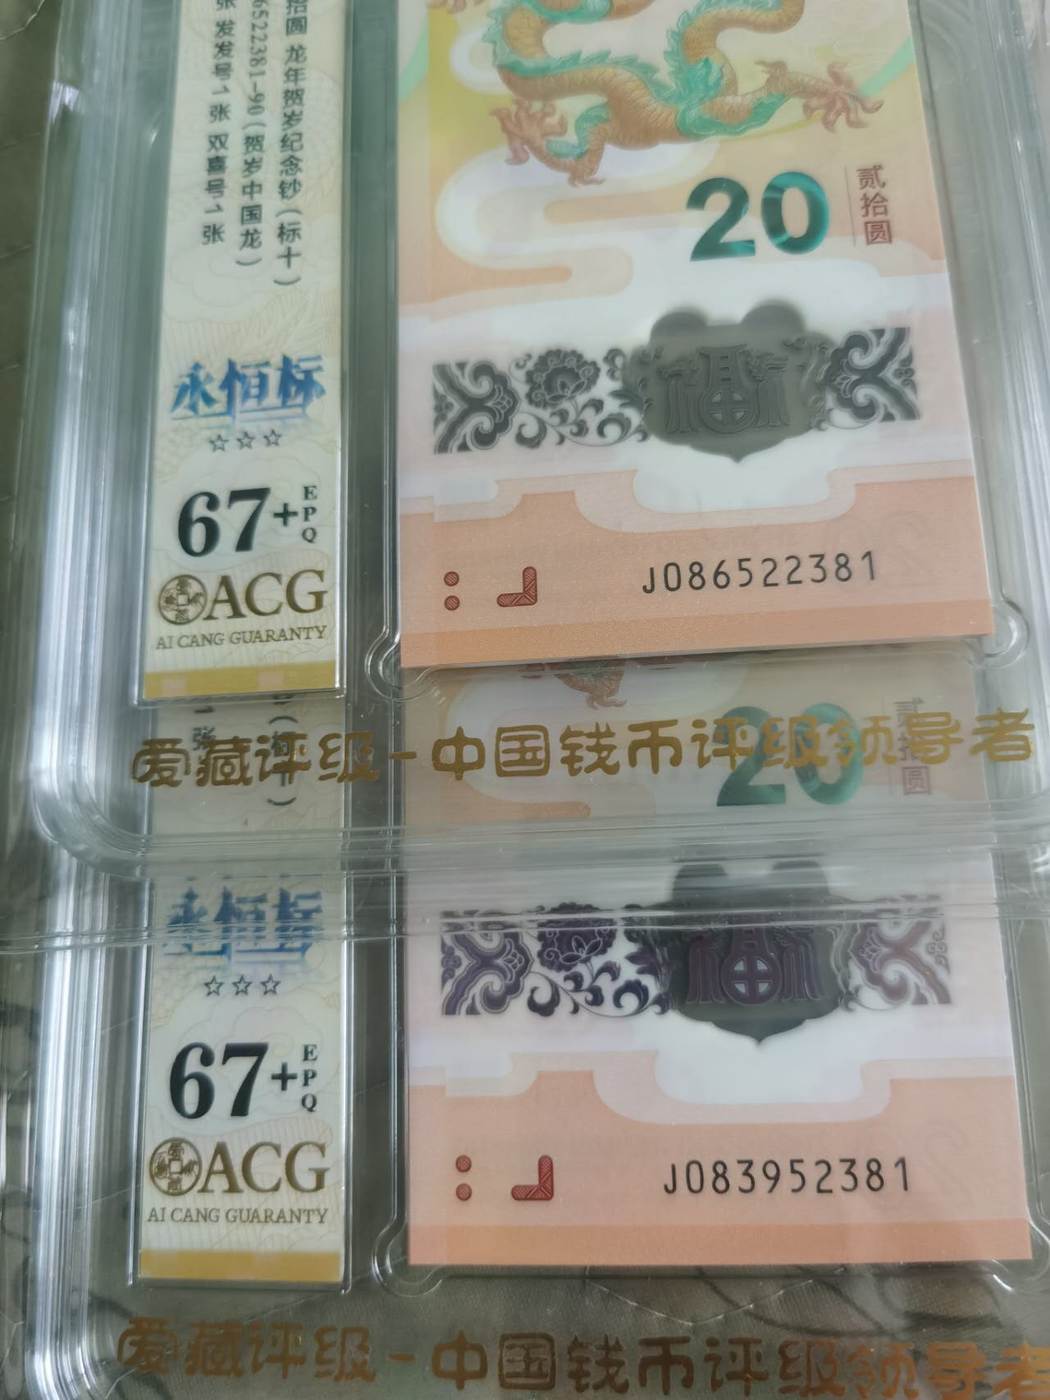 拾圆 龙年贺岁纪念钞(标十)
6522381-90(贺岁中国龙)
张 发发号1张 双喜号1张
永恒标
☆☆☆
67+EPQ
ACG
AI CANG GUARANTY
20
贰拾圆
福
J086522381
爱藏评级-中国钱币评级领导者
张
20
贰拾圆
永恒标
☆☆☆
67+EPQ
ACG
AI CANG GUARANTY
福
J083952381
爱藏评级-中国钱币评级领导者